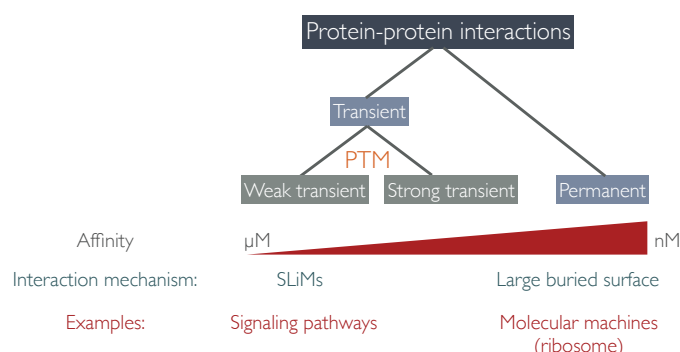 Protein-protein interactions
Transient
PTM
Weak transient Strong transient Permanent
Affinity μM nM
Interaction mechanism: SLiMs Large buried surface
Examples: Signaling pathways Molecular machines
(ribosome)